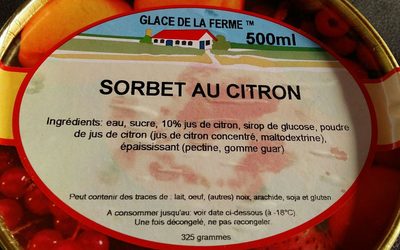 GLACE DE LA FERME ™
500ml
SORBET AU CITRON
Ingrédients: eau, sucre, 10% jus de citron, sirop de glucose, poudre
de jus de citron (jus de citron concentré, maltodextrine),
épaississant (pectine, gomme guar)
Peut contenir des traces de : lait, oeuf, (autres) noix, arachide, soja et gluten
A consommer jusqu'au: voir date ci-dessous (à -18°C)
Une fois décongelé, ne pas recongeler.
325 grammes